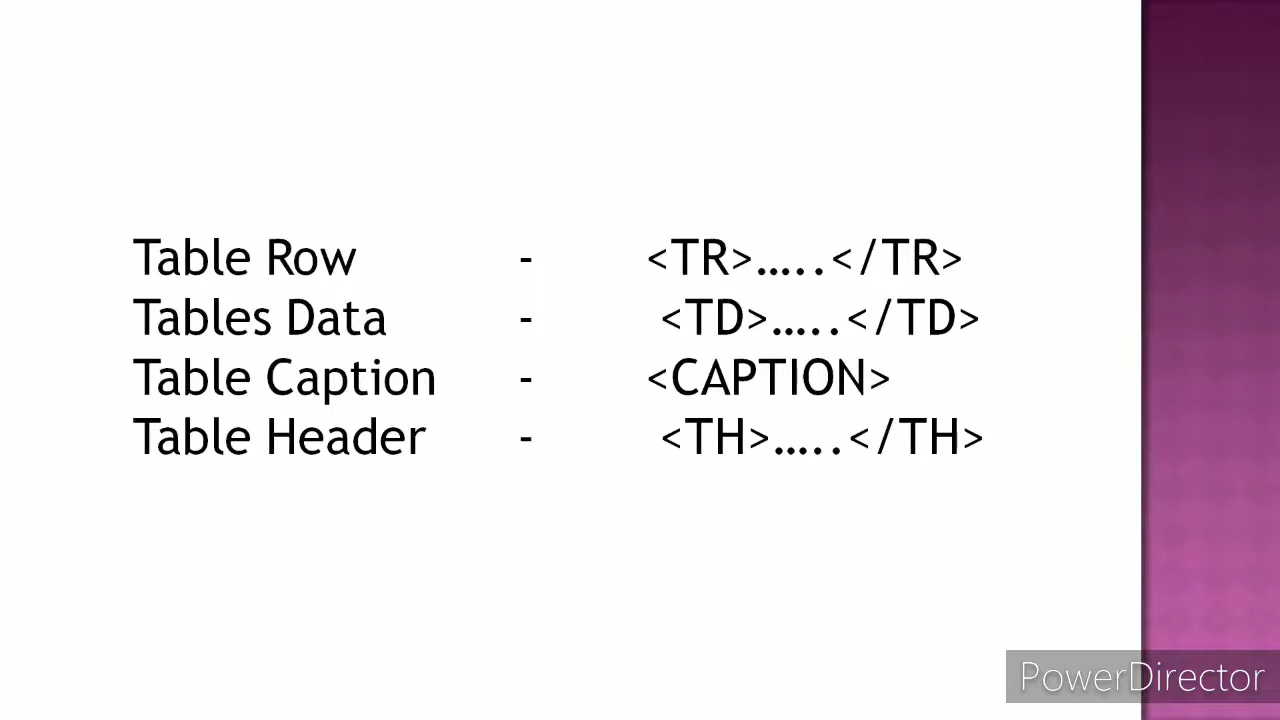 Table Row - <TR>…..</TR>
Tables Data - <TD>…..</TD>
Table Caption - <CAPTION>
Table Header - <TH>…..</TH>
PowerDirector